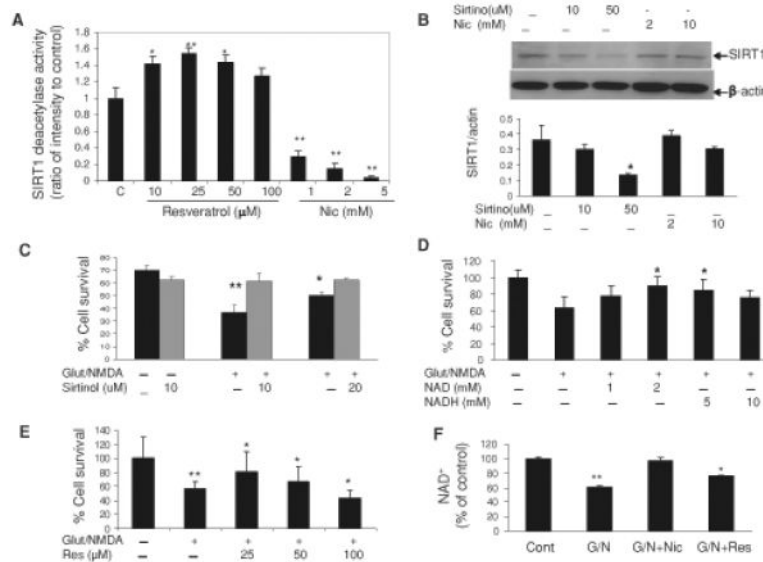 A
SIRT1 deacetylase activity
(ratio of intensity to control)
1.8
1.6
1.4
1.2
1
0.8
0.6
0.4
0.2
0
* ** * ** ** **
C 10 25 50 100 1 2 5
Resveratrol (μM) Nic (mM)
B
Sirtino(uM) _ 10 50 - -
Nic (mM) _ _ _ 2 10
SIRT1
β-actin
SIRT1/actin
0.5
0.4
0.3
0.2
0.1
0
*
Sirtino(uM) _ 10 50 _ _
Nic (mM) _ _ _ 2 10
C
% Cell survival
80
70
60
50
40
30
20
10
0
** *
Glut/NMDA – – + + + +
Sirtinol (uM) _ 10 – 10 – 20
D
% Cell survival
120
100
80
60
40
20
0
* *
Glut/NMDA – + + + + +
NAD (mM) – – 1 2 – –
NADH (mM) – – – – 5 10
E
% Cell survival
140
120
100
80
60
40
20
0
** * * *
Glut/NMDA – + + + +
Res (μM) – – 25 50 100
F
NAD⁺
(% of control)
120
100
80
60
40
20
0
** *
Cont G/N G/N+Nic G/N+Res